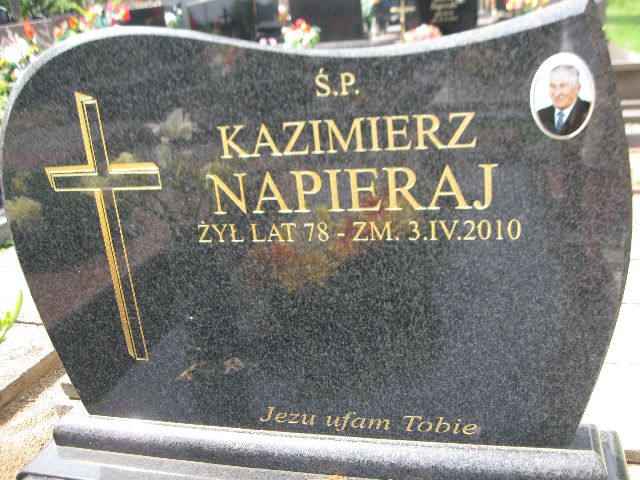 Ś.P.
KAZIMIERZ
NAPIERAJ
ŻYŁ LAT 78 - ZM. 3.IV.2010
Jezu ufam Tobie